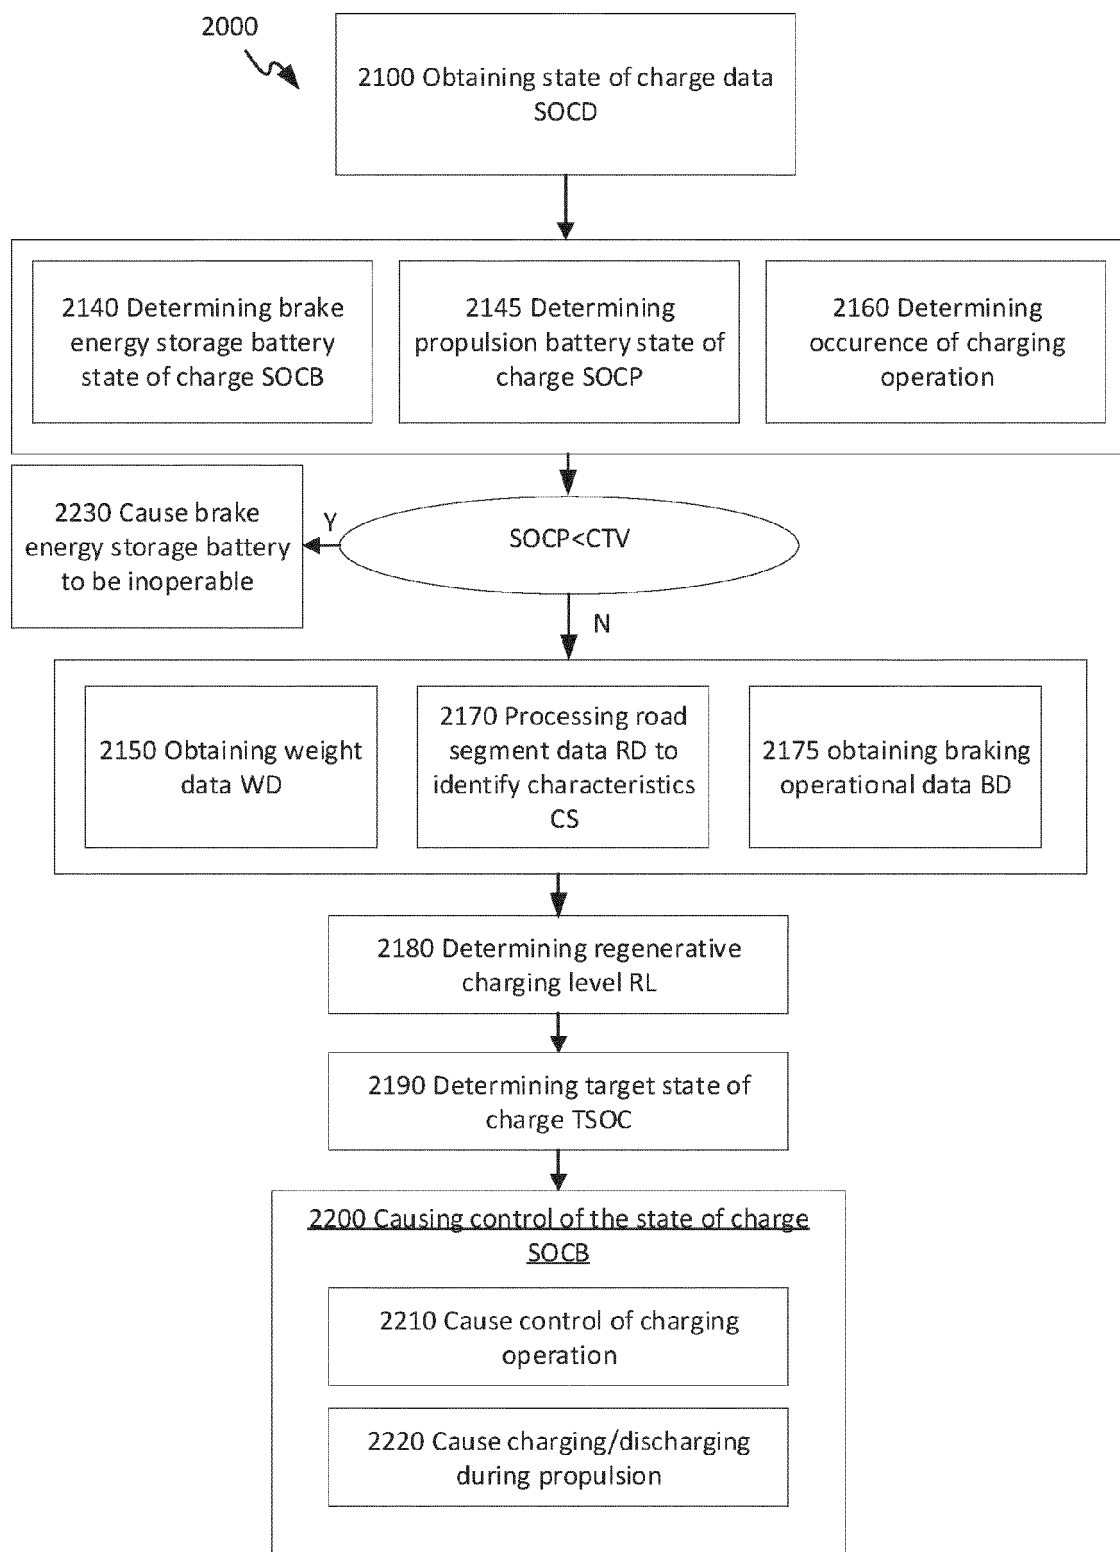 2000
2100 Obtaining state of charge data
SOCD
2140 Determining brake
energy storage battery
state of charge SOCB
2145 Determining
propulsion battery state of
charge SOCP
2160 Determining
occurence of charging
operation
2230 Cause brake
energy storage battery
to be inoperable
Y
SOCP<CTV
N
2150 Obtaining weight
data WD
2170 Processing road
segment data RD to
identify characteristics
CS
2175 obtaining braking
operational data BD
2180 Determining regenerative
charging level RL
2190 Determining target state of
charge TSOC
2200 Causing control of the state of charge
SOCB
2210 Cause control of charging
operation
2220 Cause charging/discharging
during propulsion